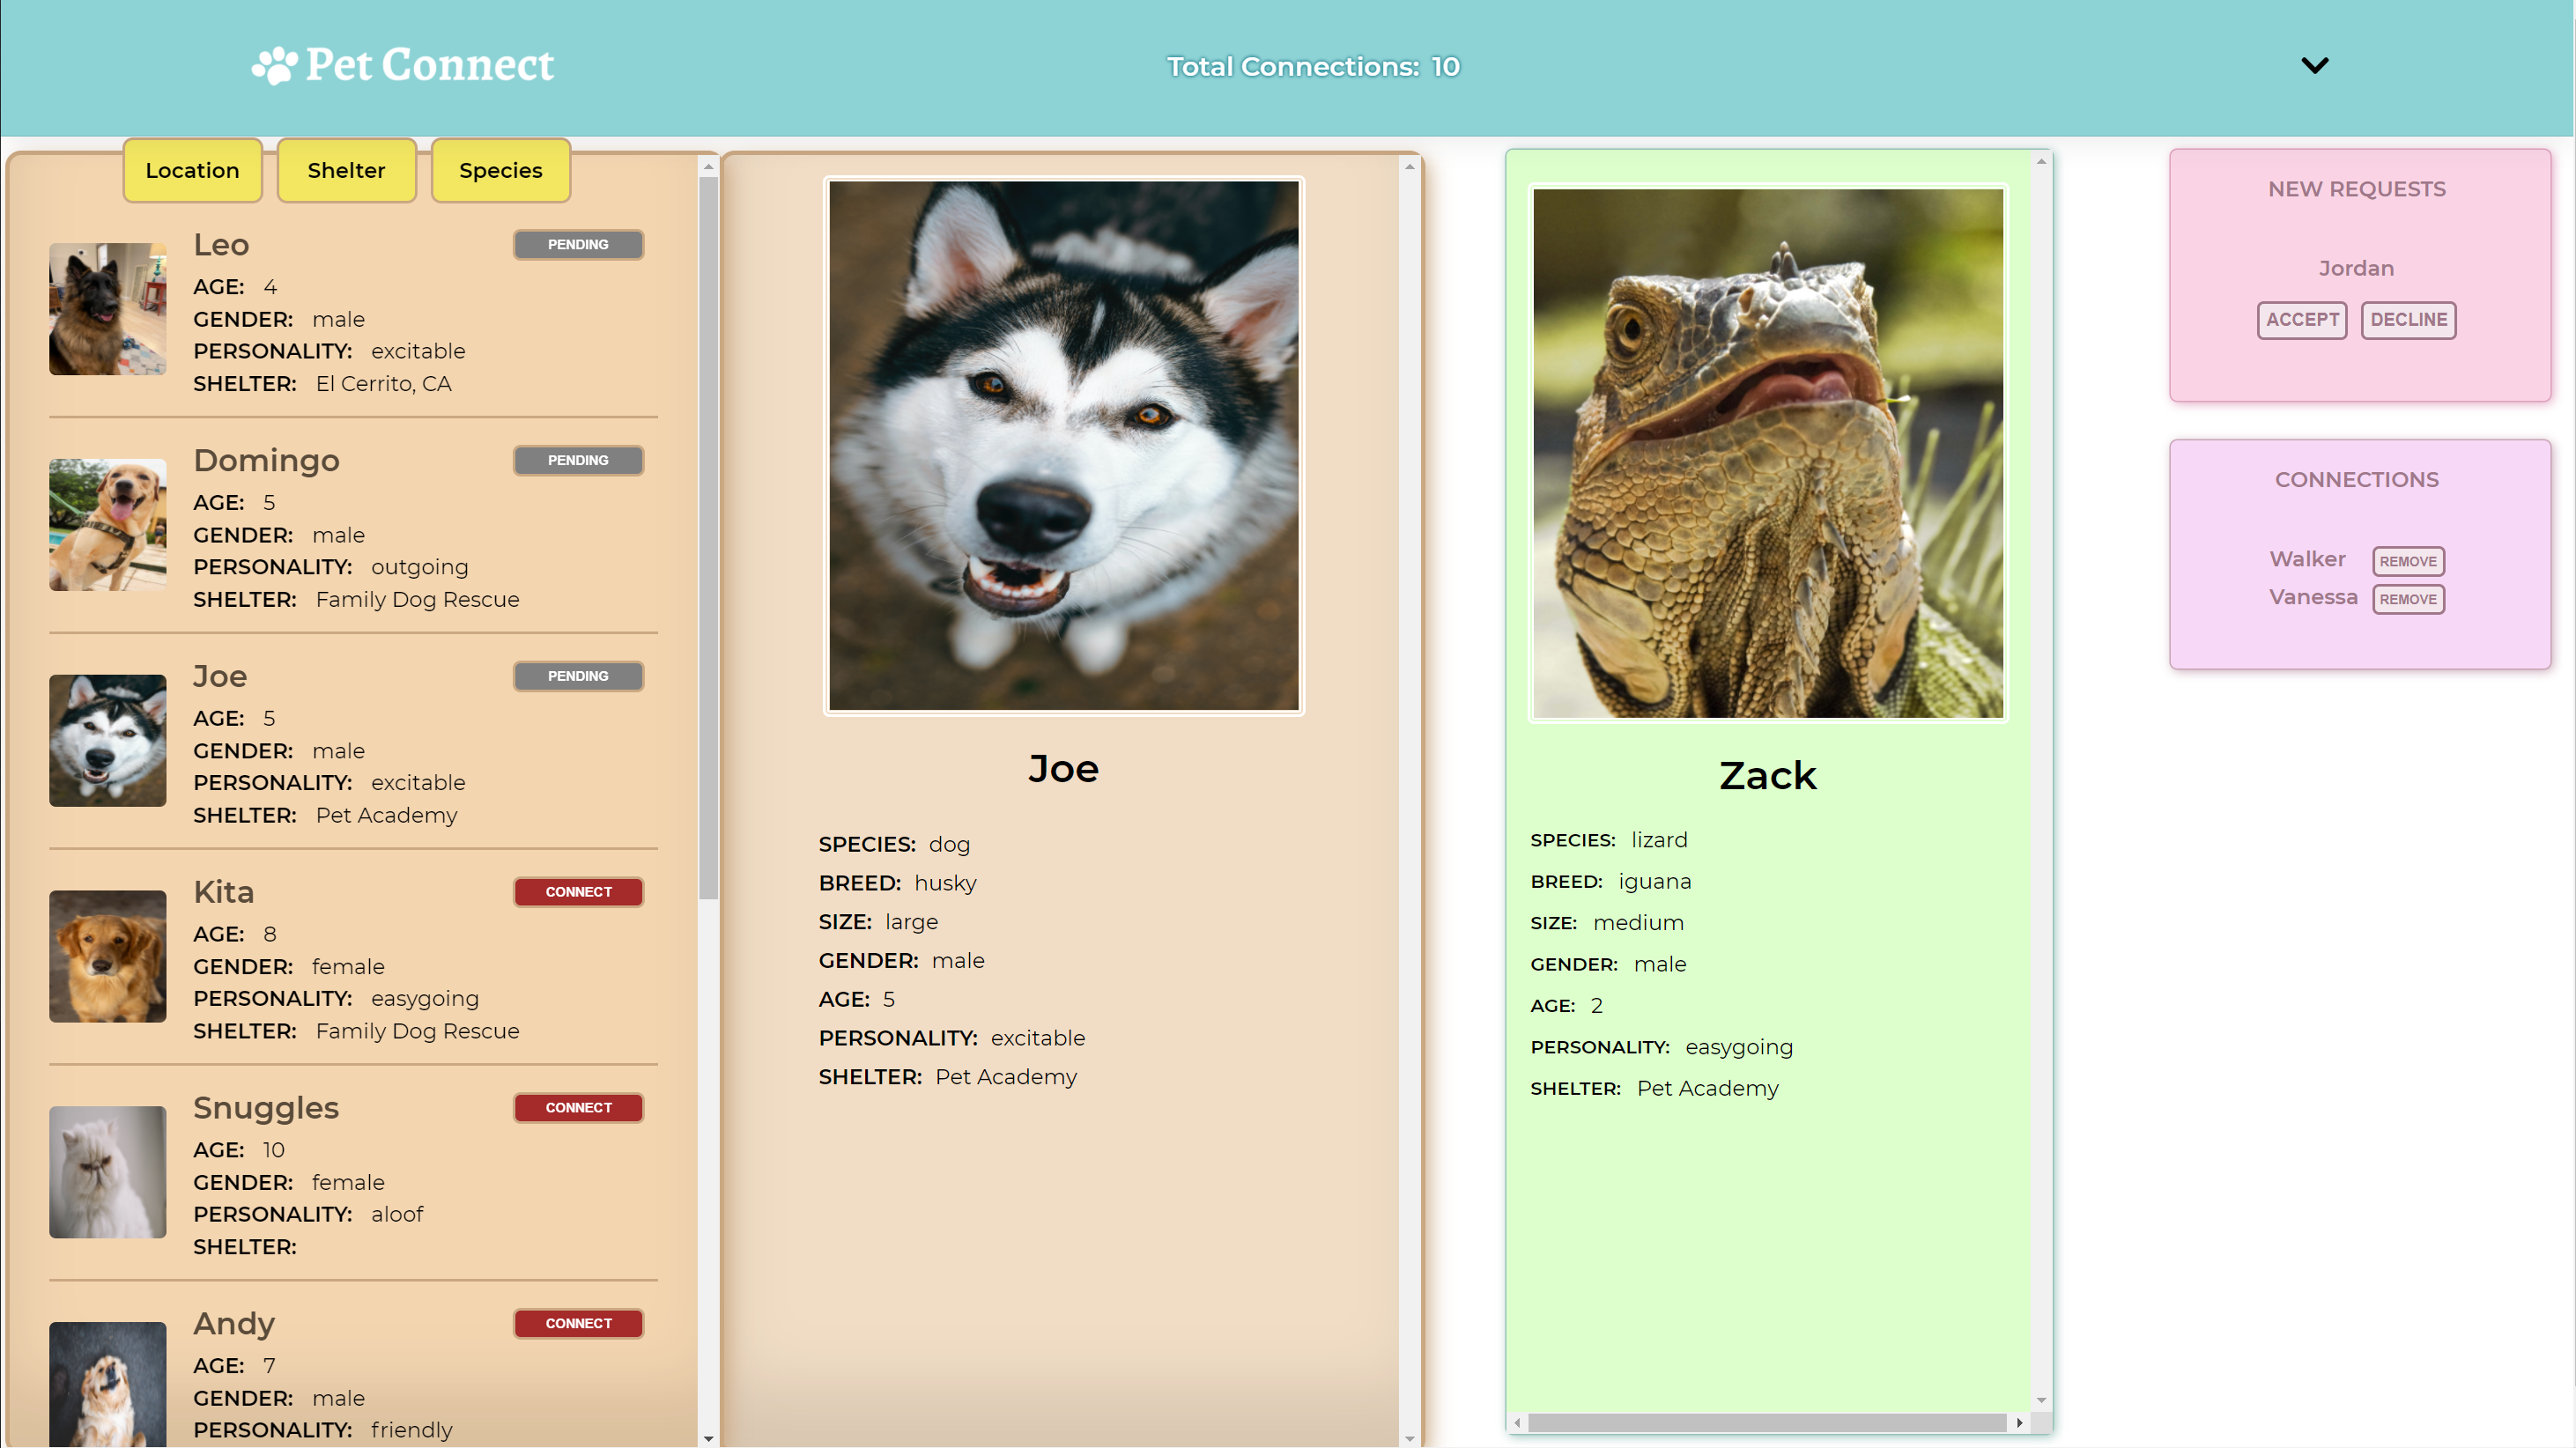 Pet Connect
Total Connections: 10
Location
Shelter
Species
Leo
PENDING
AGE: 4
GENDER: male
PERSONALITY: excitable
SHELTER: El Cerrito, CA
Domingo
PENDING
AGE: 5
GENDER: male
PERSONALITY: outgoing
SHELTER: Family Dog Rescue
Joe
PENDING
AGE: 5
GENDER: male
PERSONALITY: excitable
SHELTER: Pet Academy
Kita
CONNECT
AGE: 8
GENDER: female
PERSONALITY: easygoing
SHELTER: Family Dog Rescue
Snuggles
CONNECT
AGE: 10
GENDER: female
PERSONALITY: aloof
SHELTER:
Andy
CONNECT
AGE: 7
GENDER: male
PERSONALITY: friendly
Joe
SPECIES: dog
BREED: husky
SIZE: large
GENDER: male
AGE: 5
PERSONALITY: excitable
SHELTER: Pet Academy
Zack
SPECIES: lizard
BREED: iguana
SIZE: medium
GENDER: male
AGE: 2
PERSONALITY: easygoing
SHELTER: Pet Academy
NEW REQUESTS
Jordan
ACCEPT DECLINE
CONNECTIONS
Walker REMOVE
Vanessa REMOVE